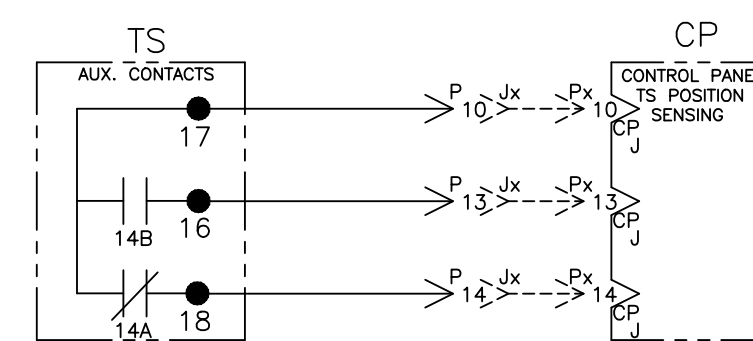 TS
AUX. CONTACTS
CP
CONTROL PANE
TS POSITION
SENSING
17
P 10 Jx Px 10 CP J
14B
16
P 13 Jx Px 13 CP J
14A
18
P 14 Jx Px 14 CP J